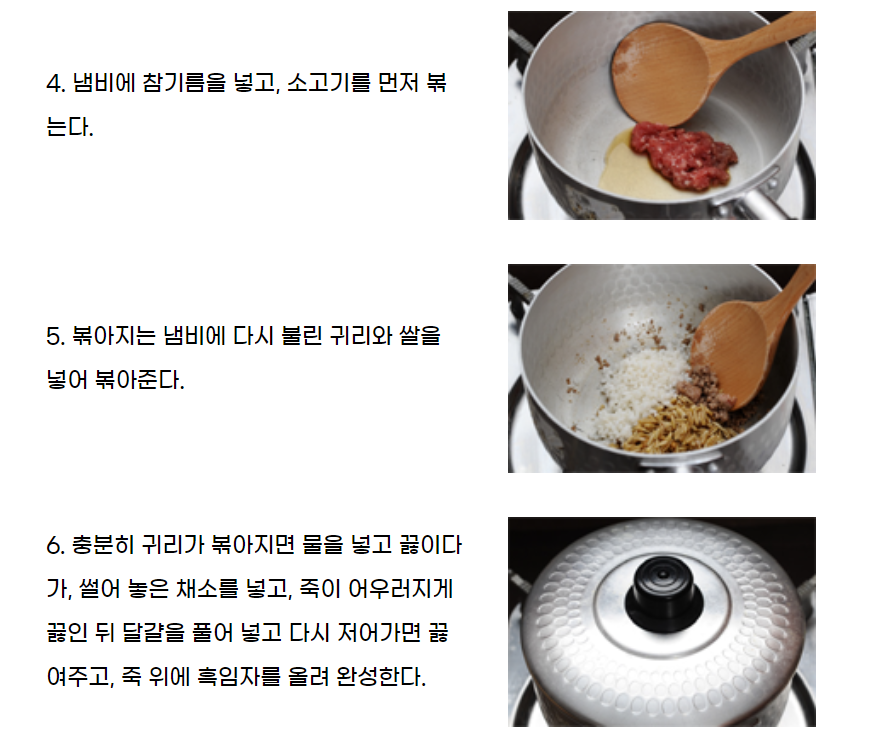 4. 냄비에 참기름을 넣고, 소고기를 먼저 볶
는다.
5. 볶아지는 냄비에 다시 불린 귀리와 쌀을
넣어 볶아준다.
6. 충분히 귀리가 볶아지면 물을 넣고 끓이다
가, 썰어 놓은 채소를 넣고, 죽이 어우러지게
끓인 뒤 달걀을 풀어 넣고 다시 저어가면 끓
여주고, 죽 위에 흑임자를 올려 완성한다.